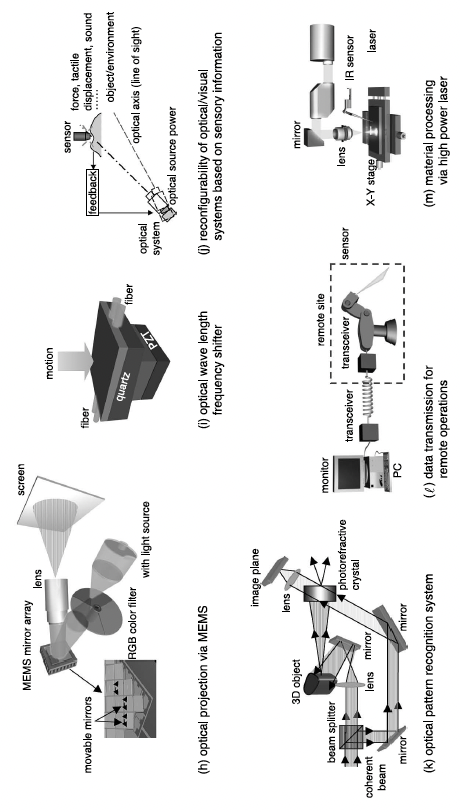 screen
lens
MEMS mirror array
with light source
RGB color filter
movable mirrors
(h) optical projection via MEMS
motion
fiber
quartz
PZT
fiber
(i) optical wave length
frequency shifter
sensor
force, tactile
displacement, sound
......
object/environment
feedback
optical axis (line of sight)
optical
system
optical source power
(j) reconfigurability of optical/visual
systems based on sensory information
image plane
lens
photorefractive
crystal
3D object
mirror
beam splitter
lens
coherent
beam
mirror
mirror
(k) optical pattern recognition system
remote site
sensor
transceiver
transceiver
monitor
PC
(ℓ) data transmission for
remote operations
mirror
lens
IR sensor
laser
X-Y stage
(m) material processing
via high power laser